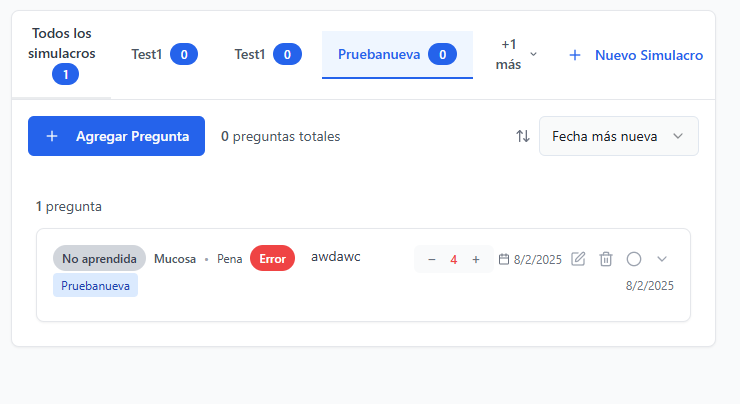 Todos los
simulacros
1
Test1 0
Test1 0
Pruebanueva 0
+1
más
+ Nuevo Simulacro
+ Agregar Pregunta
0 preguntas totales
Fecha más nueva
1 pregunta
No aprendida Mucosa • Pena Error awdawc − 4 + 8/2/2025
Pruebanueva 8/2/2025